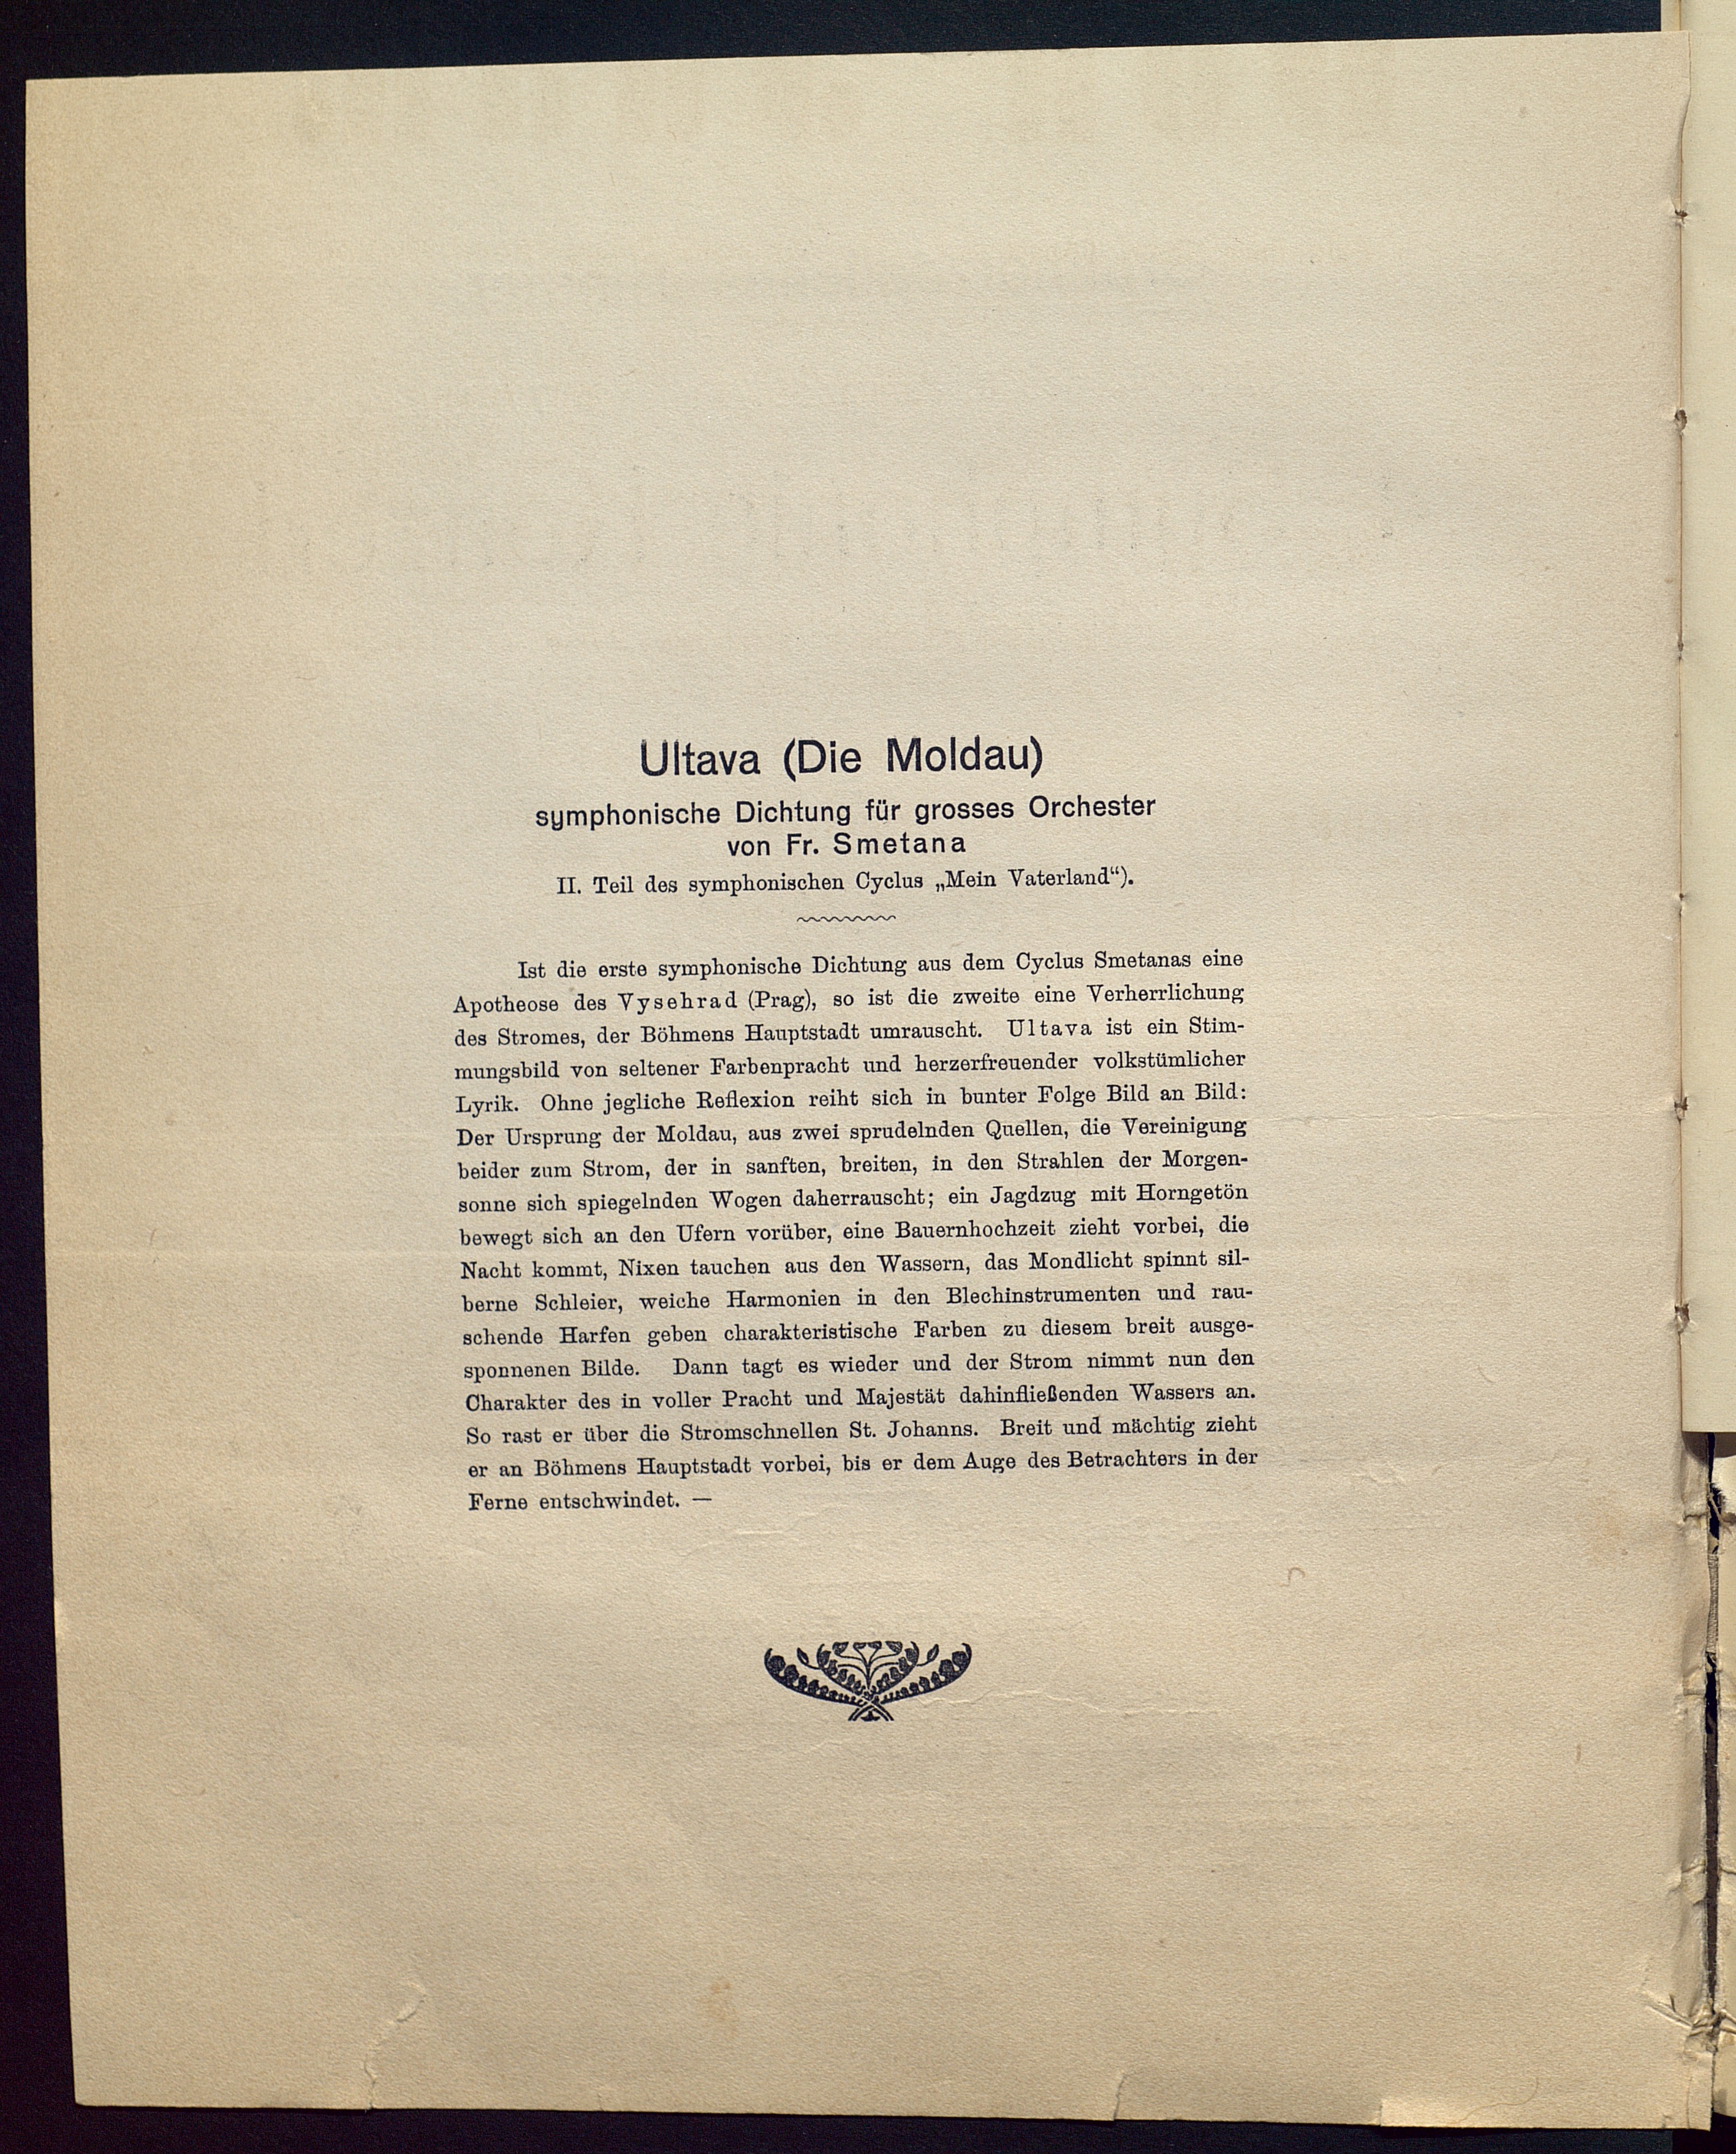 Ultava (Die Moldau)
symphonische Dichtung für grosses Orchester
von Fr. Smetana
II. Teil des symphonischen Cyclus „Mein Vaterland“).
Ist die erste symphonische Dichtung aus dem Cyclus Smetanas eine
Apotheose des Vysehrad (Prag), so ist die zweite eine Verherrlichung
des Stromes, der Böhmens Hauptstadt umrauscht. Ultava ist ein Stim-
mungsbild von seltener Farbenpracht und herzerfreuender volkstümlicher
Lyrik. Ohne jegliche Reflexion reiht sich in bunter Folge Bild an Bild:
Der Ursprung der Moldau, aus zwei sprudelnden Quellen, die Vereinigung
beider zum Strom, der in sanften, breiten, in den Strahlen der Morgen-
sonne sich spiegelnden Wogen daherrauscht; ein Jagdzug mit Horngetön
bewegt sich an den Ufern vorüber, eine Bauernhochzeit zieht vorbei, die
Nacht kommt, Nixen tauchen aus den Wassern, das Mondlicht spinnt sil-
berne Schleier, weiche Harmonien in den Blechinstrumenten und rau-
schende Harfen geben charakteristische Farben zu diesem breit ausge-
sponnenen Bilde. Dann tagt es wieder und der Strom nimmt nun den
Charakter des in voller Pracht und Majestät dahinfließenden Wassers an.
So rast er über die Stromschnellen St. Johanns. Breit und mächtig zieht
er an Böhmens Hauptstadt vorbei, bis er dem Auge des Betrachters in der
Ferne entschwindet. —